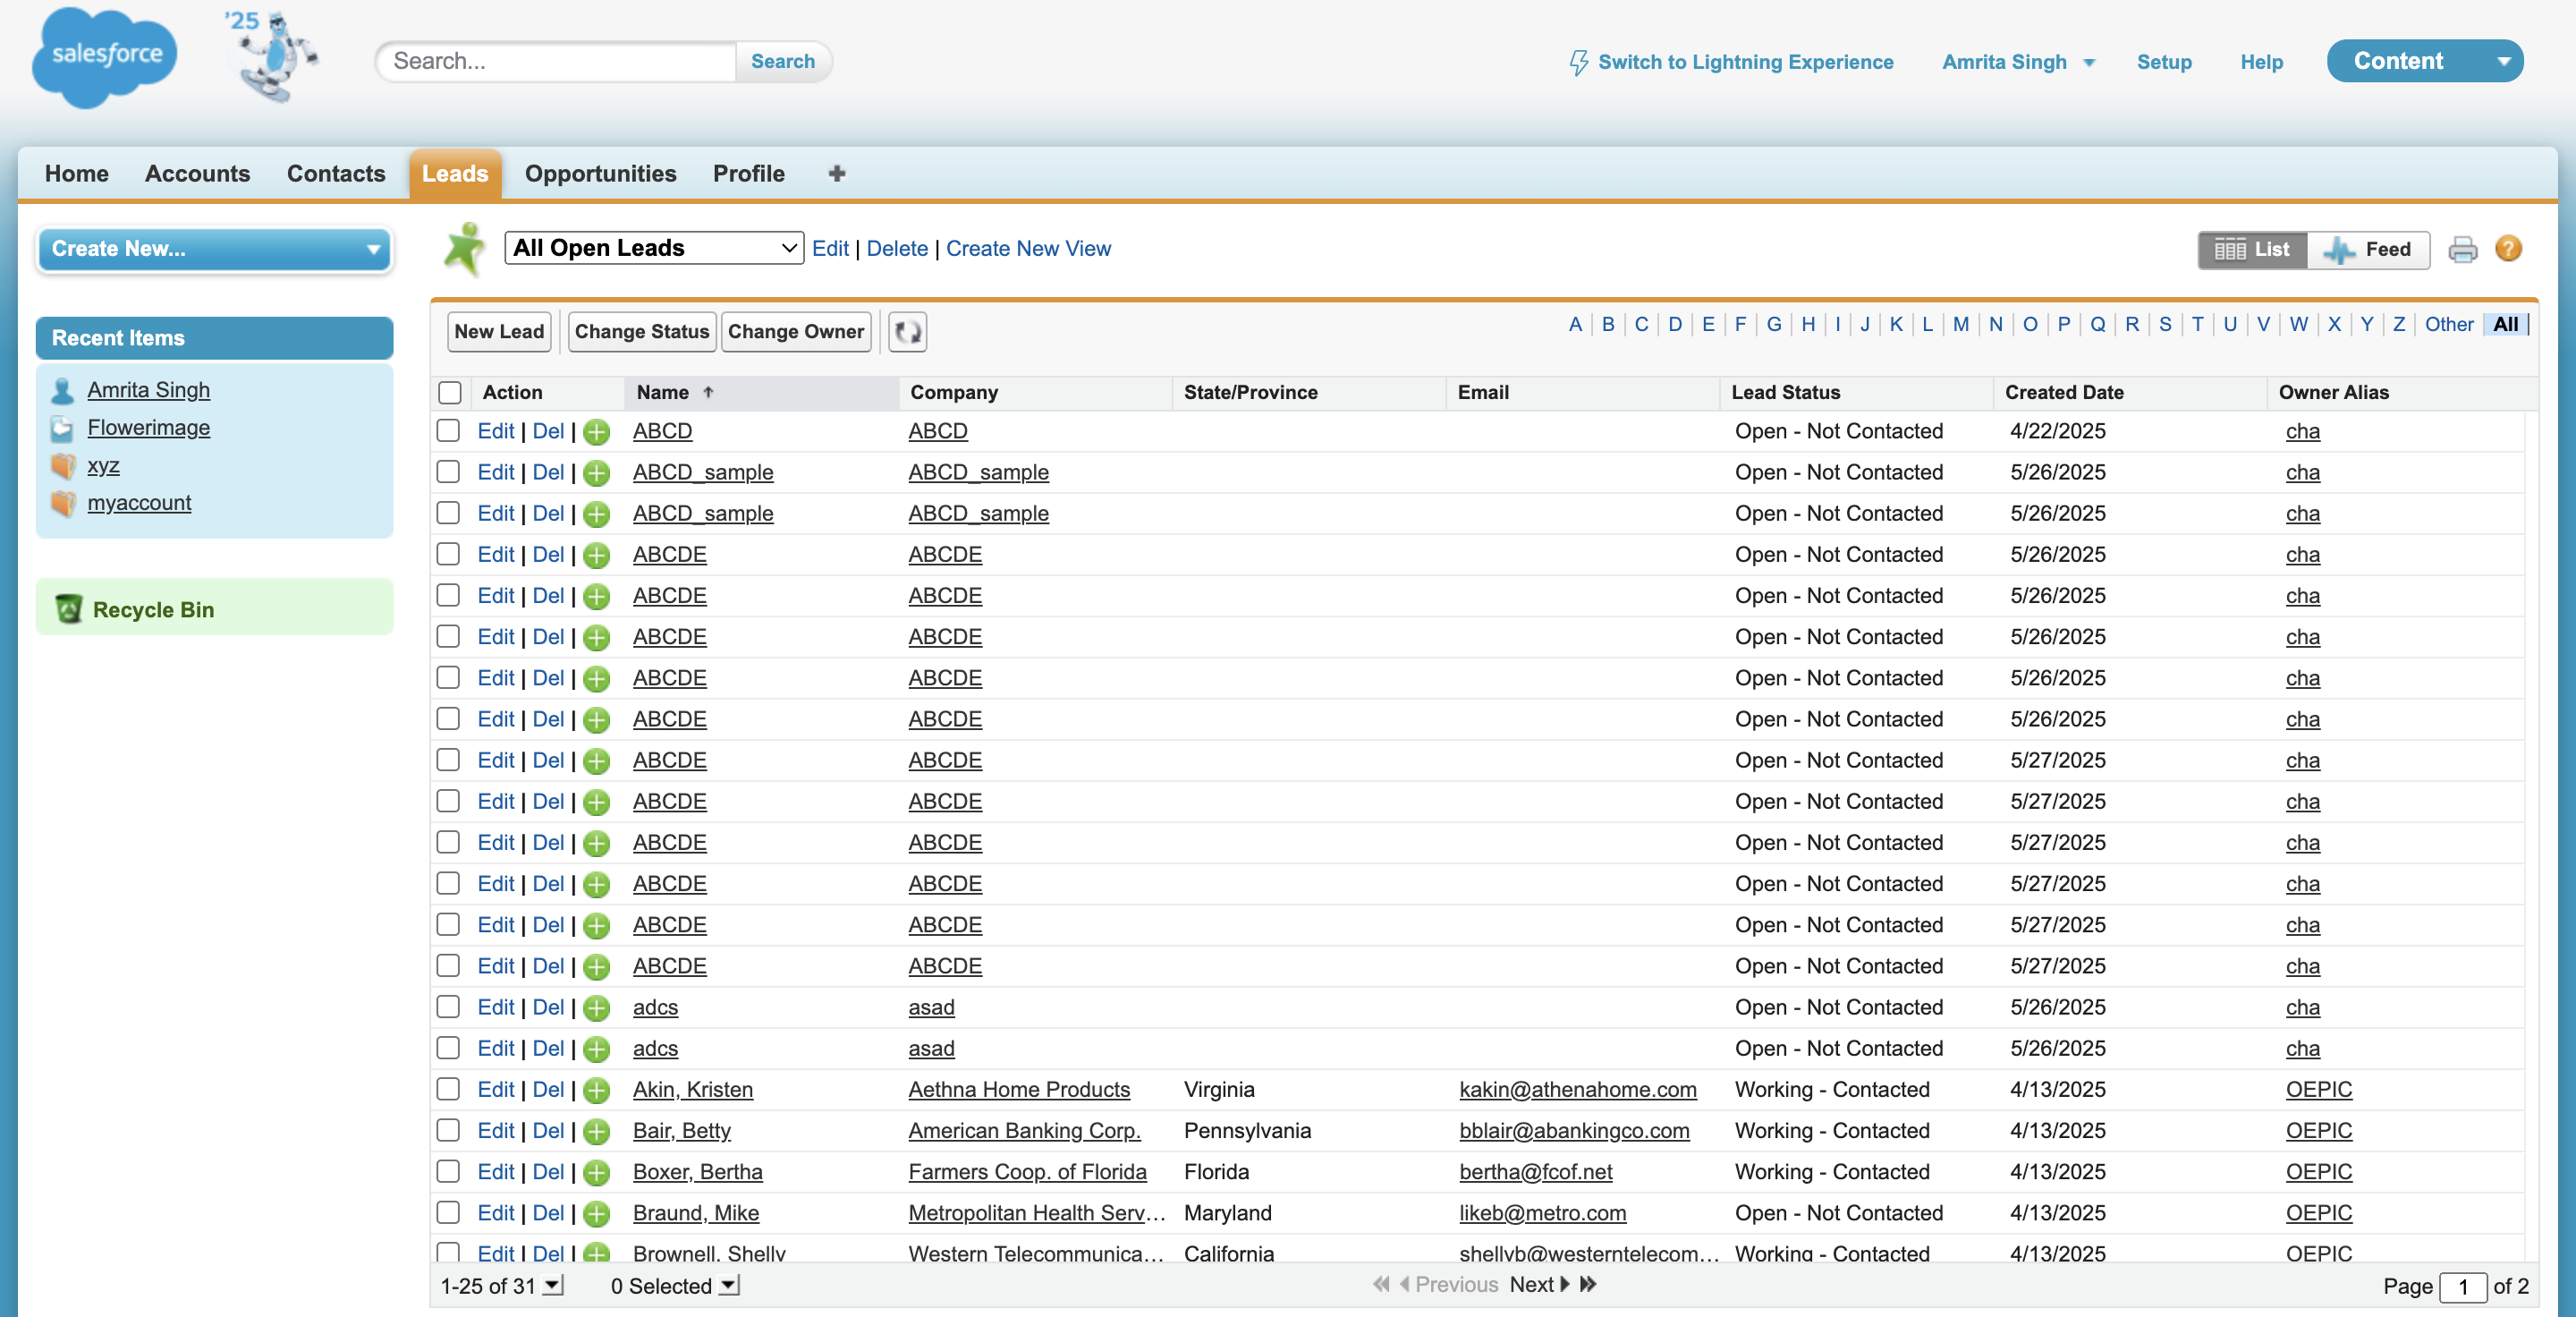 salesforce
'25
Search...
Search
Switch to Lightning Experience
Amrita Singh
Setup
Help
Content
Home Accounts Contacts Leads Opportunities Profile
Create New...
Recent Items
Amrita Singh
Flowerimage
xyz
myaccount
Recycle Bin
All Open Leads Edit | Delete | Create New View
List Feed
New Lead Change Status Change Owner
A | B | C | D | E | F | G | H | I | J | K | L | M | N | O | P | Q | R | S | T | U | V | W | X | Y | Z | Other | All
Action Name Company State/Province Email Lead Status Created Date Owner Alias
Edit | Del | ABCD ABCD Open - Not Contacted 4/22/2025 cha
Edit | Del | ABCD_sample ABCD_sample Open - Not Contacted 5/26/2025 cha
Edit | Del | ABCD_sample ABCD_sample Open - Not Contacted 5/26/2025 cha
Edit | Del | ABCDE ABCDE Open - Not Contacted 5/26/2025 cha
Edit | Del | ABCDE ABCDE Open - Not Contacted 5/26/2025 cha
Edit | Del | ABCDE ABCDE Open - Not Contacted 5/26/2025 cha
Edit | Del | ABCDE ABCDE Open - Not Contacted 5/26/2025 cha
Edit | Del | ABCDE ABCDE Open - Not Contacted 5/26/2025 cha
Edit | Del | ABCDE ABCDE Open - Not Contacted 5/27/2025 cha
Edit | Del | ABCDE ABCDE Open - Not Contacted 5/27/2025 cha
Edit | Del | ABCDE ABCDE Open - Not Contacted 5/27/2025 cha
Edit | Del | ABCDE ABCDE Open - Not Contacted 5/27/2025 cha
Edit | Del | ABCDE ABCDE Open - Not Contacted 5/27/2025 cha
Edit | Del | ABCDE ABCDE Open - Not Contacted 5/27/2025 cha
Edit | Del | adcs asad Open - Not Contacted 5/26/2025 cha
Edit | Del | adcs asad Open - Not Contacted 5/26/2025 cha
Edit | Del | Akin, Kristen Aethna Home Products Virginia kakin@athenahome.com Working - Contacted 4/13/2025 OEPIC
Edit | Del | Bair, Betty American Banking Corp. Pennsylvania bblair@abankingco.com Working - Contacted 4/13/2025 OEPIC
Edit | Del | Boxer, Bertha Farmers Coop. of Florida Florida bertha@fcof.net Working - Contacted 4/13/2025 OEPIC
Edit | Del | Braund, Mike Metropolitan Health Serv... Maryland likeb@metro.com Open - Not Contacted 4/13/2025 OEPIC
Edit | Del | Brownell, Shelly Western Telecommunica... California shellyb@westerntelecom... Working - Contacted 4/13/2025 OEPIC
1-25 of 31 0 Selected Previous Next Page 1 of 2